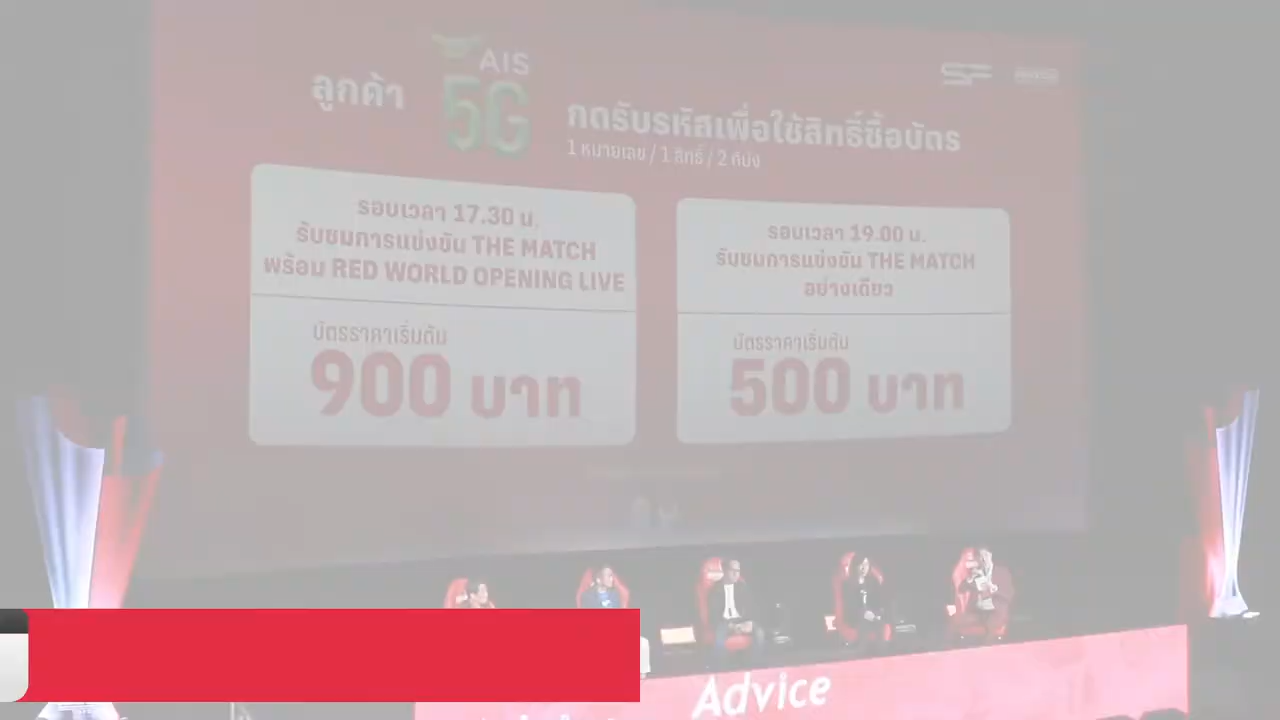 ลูกค้า
AIS
5G
กดรับรหัสเพื่อใช้สิทธิ์ซื้อบัตร
1 หมายเลข / 1 สิทธิ์ / 2 ที่นั่ง
SF
รอบเวลา 17.30 น.
รับชมการแข่งขัน THE MATCH
พร้อม RED WORLD OPENING LIVE
บัตรราคาเริ่มต้น
900 บาท
รอบเวลา 19.00 น.
รับชมการแข่งขัน THE MATCH
อย่างเดียว
บัตรราคาเริ่มต้น
500 บาท
Advice